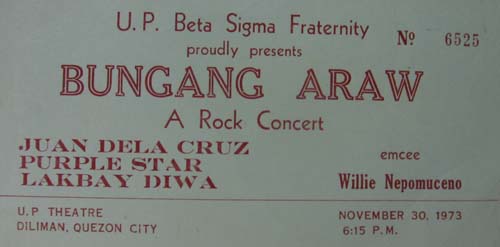 U.P. Beta Sigma Fraternity
proudly presents
No 6525
BUNGANG ARAW
A Rock Concert
JUAN DELA CRUZ
PURPLE STAR
LAKBAY DIWA
emcee
Willie Nepomuceno
U.P THEATRE
DILIMAN, QUEZON CITY
NOVEMBER 30, 1973
6:15 P.M.